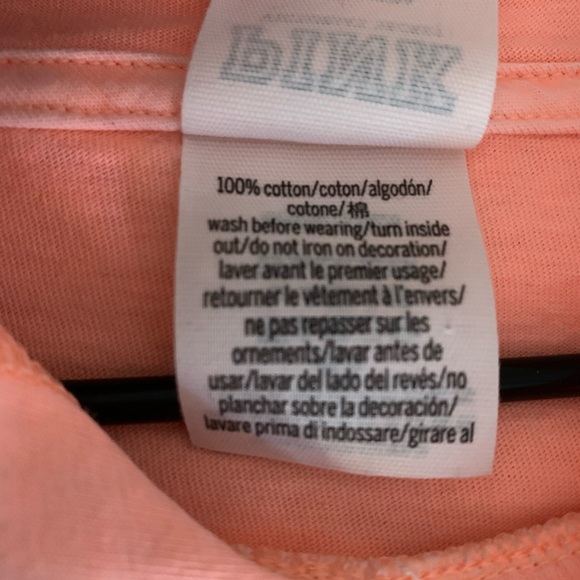 PINK
100% cotton/coton/algodón/
cotone/棉
wash before wearing/turn inside
out/do not iron on decoration/
laver avant le premier usage/
retourner le vêtement à l'envers/
ne pas repasser sur les
ornements/lavar antes de
usar/lavar del lado del revés/no
planchar sobre la decoración/
lavare prima di indossare/girare al